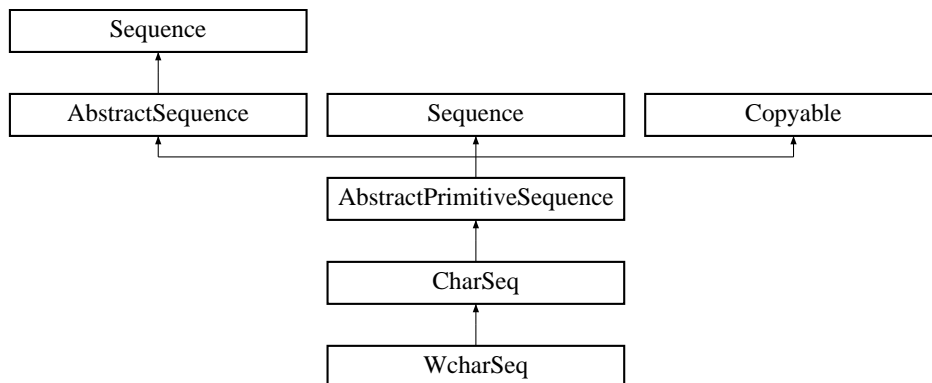 Sequence
AbstractSequence
Sequence
Copyable
AbstractPrimitiveSequence
CharSeq
WcharSeq